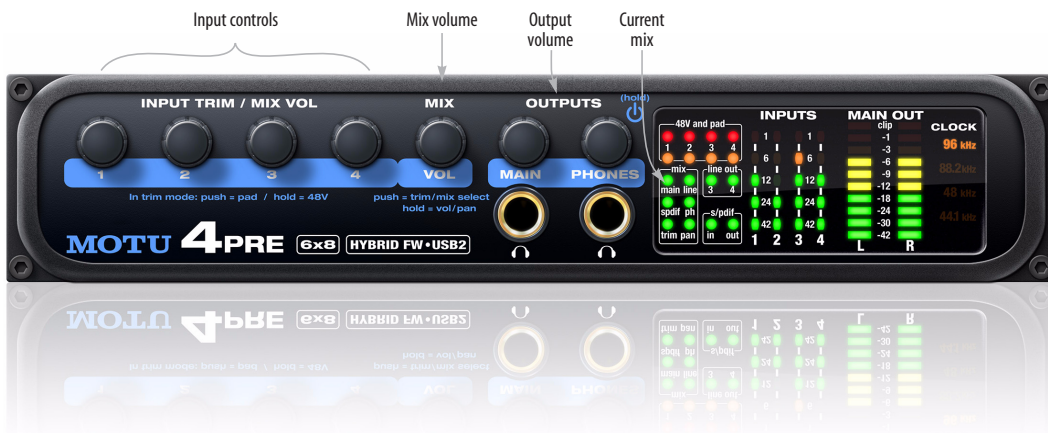 Input controls
Mix volume
Output
volume
Current
mix
INPUT TRIM / MIX VOL
MIX
OUTPUTS
(hold)
1 2 3 4
VOL
MAIN
PHONES
In trim mode: push = pad / hold = 48V
push = trim/mix select
hold = vol/pan
MOTU 4PRE 6x8 HYBRID FW•USB2
48V and pad
1 2 3 4
mix
main line
spdif ph
trim pan
line out
3 4
s/pdif
in out
INPUTS
1 1
6 6
12 12
24 24
42 42
1 2 3 4
MAIN OUT
clip
-1
-3
-6
-9
-12
-18
-24
-30
-42
L R
CLOCK
96 kHz
88.2kHz
48 kHz
44.1 kHz